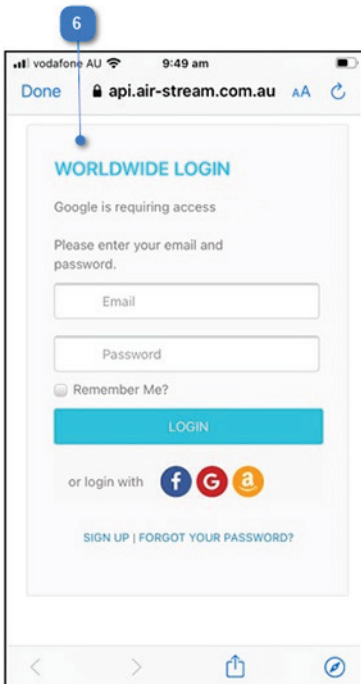 6
vodafone AU 9:49 am
Done api.air-stream.com.au AA
WORLDWIDE LOGIN
Google is requiring access
Please enter your email and
password.
Email
Password
Remember Me?
LOGIN
or login with f G a
SIGN UP | FORGOT YOUR PASSWORD?